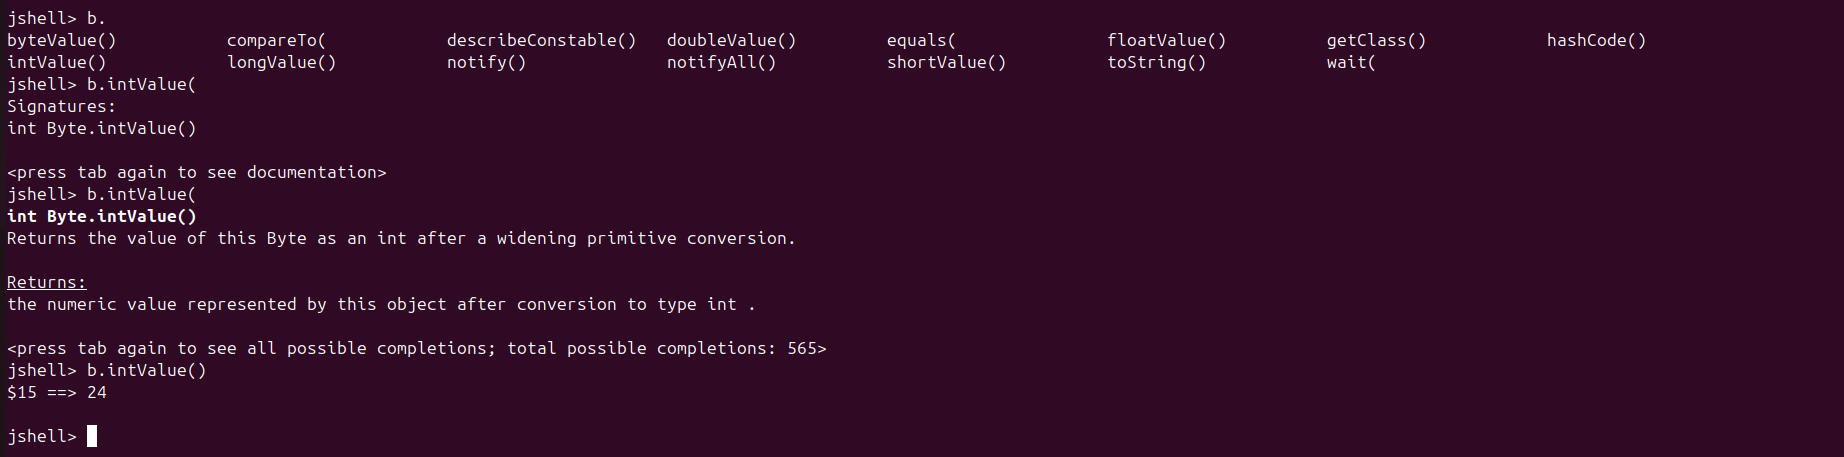 jshell> b.
byteValue() compareTo( describeConstable() doubleValue() equals( floatValue() getClass() hashCode()
intValue() longValue() notify() notifyAll() shortValue() toString() wait(
jshell> b.intValue(
Signatures:
int Byte.intValue()
<press tab again to see documentation>
jshell> b.intValue(
int Byte.intValue()
Returns the value of this Byte as an int after a widening primitive conversion.
Returns:
the numeric value represented by this object after conversion to type int .
<press tab again to see all possible completions; total possible completions: 565>
jshell> b.intValue()
$15 ==> 24
jshell>